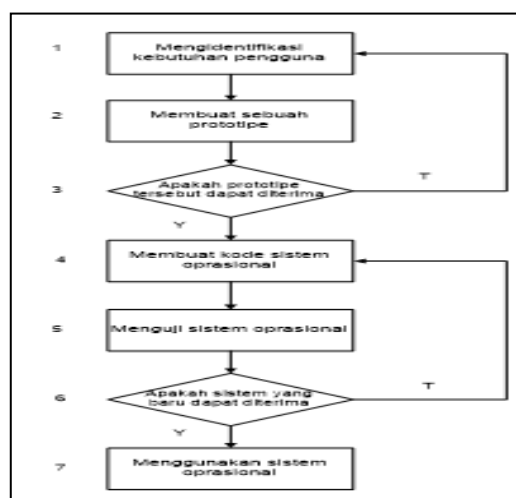 1
Mengidentifikasi
kebutuhan pengguna
2
Membuat sebuah
prototipe
3
Apakah prototipe
tersebut dapat diterima
T
Y
4
Membuat kode sistem
oprasional
5
Menguji sistem oprasional
6
Apakah sistem yang
baru dapat diterima
T
Y
7
Menggunakan sistem
oprasional